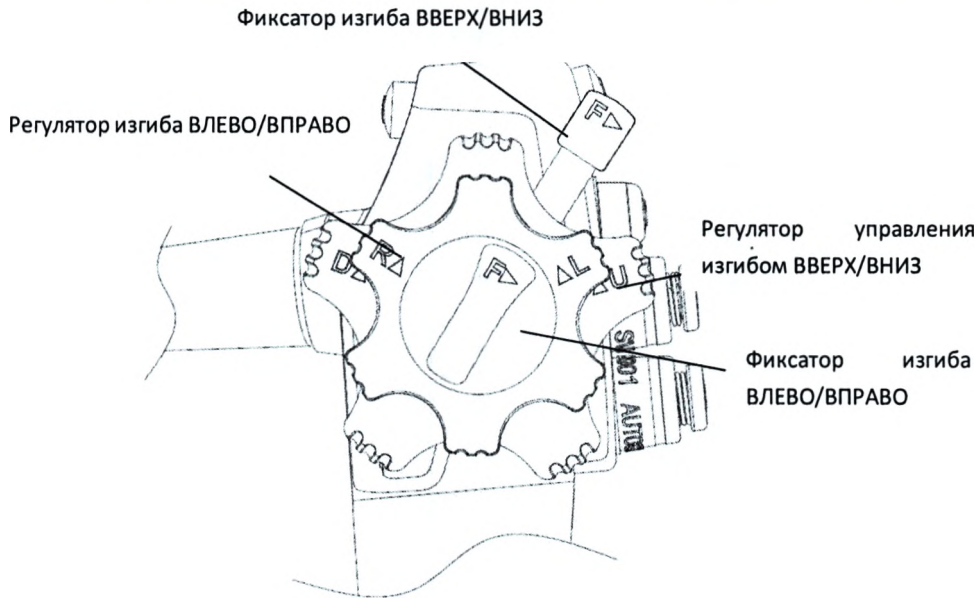 Фиксатор изгиба ВВЕРХ/ВНИЗ
Регулятор изгиба ВЛЕВО/ВПРАВО
F
D
R
F
L
U
Регулятор управления
изгибом ВВЕРХ/ВНИЗ
Фиксатор изгиба
ВЛЕВО/ВПРАВО